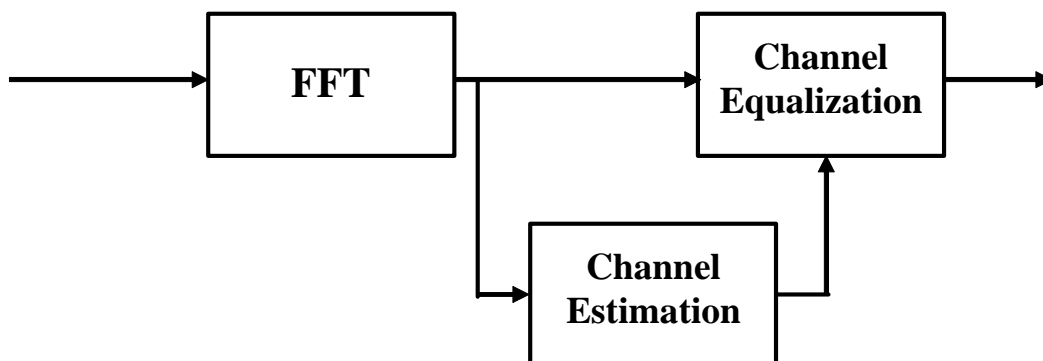 FFT
Channel
Equalization
Channel
Estimation